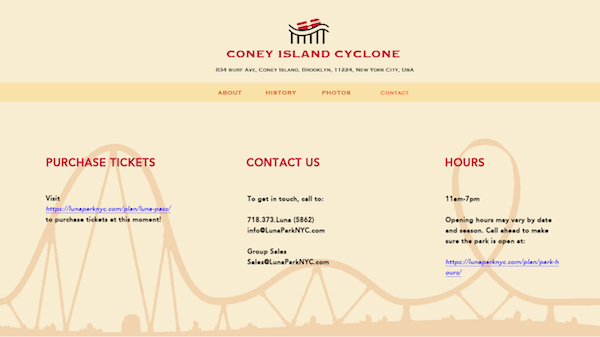 CONEY ISLAND CYCLONE
834 Surf Ave, Coney Island, Brooklyn, 11224, New York City, USA
ABOUT HISTORY PHOTOS Contact
PURCHASE TICKETS
Visit
https://lunaparknyc.com/plan/luna-pass/
to purchase tickets at this moment!
CONTACT US
To get in touch, call to:
718.373.Luna (5862)
info@LunaParkNYC.com
Group Sales
Sales@LunaParkNYC.com
HOURS
11am-7pm
Opening hours may vary by date
and season. Call ahead to make
sure the park is open at:
https://lunaparknyc.com/plan/park-h
ours/